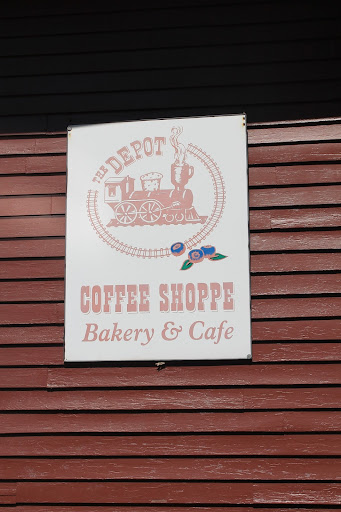 THE DEPOT
COFFEE SHOPPE
Bakery & Cafe